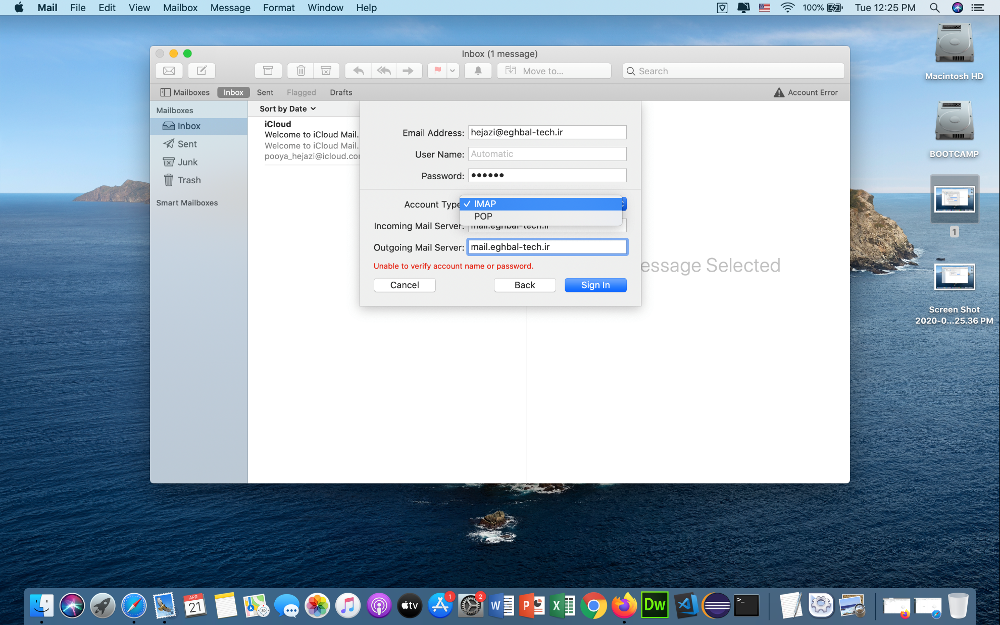 Mail File Edit View Mailbox Message Format Window Help
100% Tue 12:25 PM
Inbox (1 message)
Move to...
Search
Mailboxes Inbox Sent Flagged Drafts
Account Error
Mailboxes
Inbox
Sent
Junk
Trash
Smart Mailboxes
Sort by Date
iCloud
Welcome to iCloud Mail.
Welcome to iCloud Mail.
pooya_hejazi@icloud.co
Email Address: hejazi@eghbal-tech.ir
User Name: Automatic
Password: ••••••
Account Type
✓ IMAP
POP
Incoming Mail Server: mail.eghbal-tech.ir
Outgoing Mail Server: mail.eghbal-tech.ir
Unable to verify account name or password.
Cancel Back Sign In
essage Selected
Macintosh HD
BOOTCAMP
1
Screen Shot
2020-0...25.36 PM
APR
21
3D
tv
1
2
W
P
X
Dw
>_